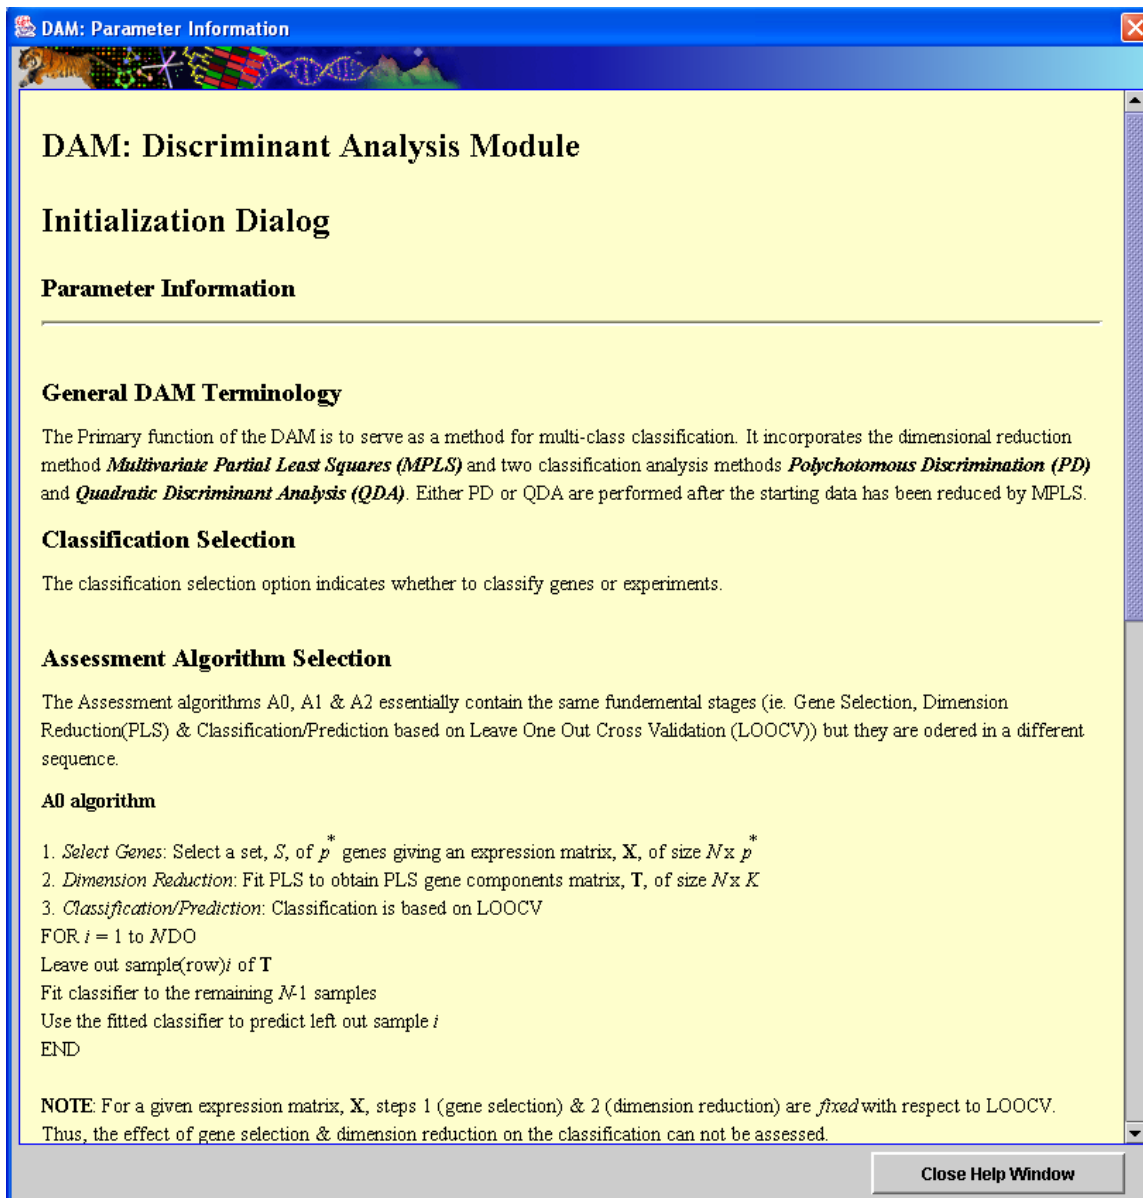 DAM: Parameter Information
DAM: Discriminant Analysis Module
Initialization Dialog
Parameter Information
General DAM Terminology
The Primary function of the DAM is to serve as a method for multi-class classification. It incorporates the dimensional reduction
method Multivariate Partial Least Squares (MPLS) and two classification analysis methods Polychotomous Discrimination (PD)
and Quadratic Discriminant Analysis (QDA). Either PD or QDA are performed after the starting data has been reduced by MPLS.
Classification Selection
The classification selection option indicates whether to classify genes or experiments.
Assessment Algorithm Selection
The Assessment algorithms A0, A1 & A2 essentially contain the same fundemental stages (ie. Gene Selection, Dimension
Reduction(PLS) & Classification/Prediction based on Leave One Out Cross Validation (LOOCV)) but they are odered in a different
sequence.
A0 algorithm
1. Select Genes: Select a set, S, of p* genes giving an expression matrix, X, of size N x p*
2. Dimension Reduction: Fit PLS to obtain PLS gene components matrix, T, of size N x K
3. Classification/Prediction: Classification is based on LOOCV
FOR i = 1 to N DO
Leave out sample(row) i of T
Fit classifier to the remaining N-1 samples
Use the fitted classifier to predict left out sample i
END
NOTE: For a given expression matrix, X, steps 1 (gene selection) & 2 (dimension reduction) are fixed with respect to LOOCV.
Thus, the effect of gene selection & dimension reduction on the classification can not be assessed.
Close Help Window